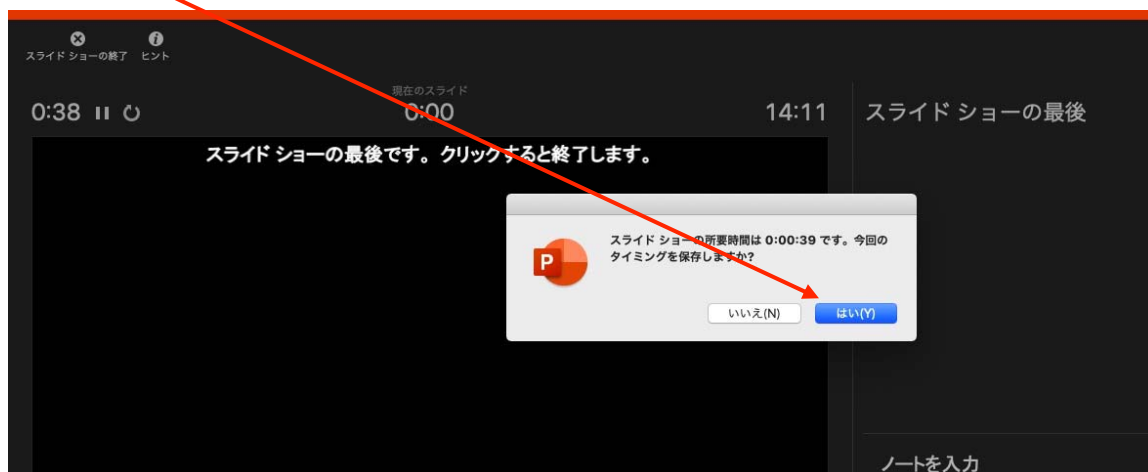 スライド ショーの終了 ヒント
現在のスライド
0:38 0:00 14:11 スライド ショーの最後
スライド ショーの最後です。クリックすると終了します。
スライド ショーの所要時間は 0:00:39 です。今回の
タイミングを保存しますか?
P
いいえ(N) はい(Y)
ノートを入力